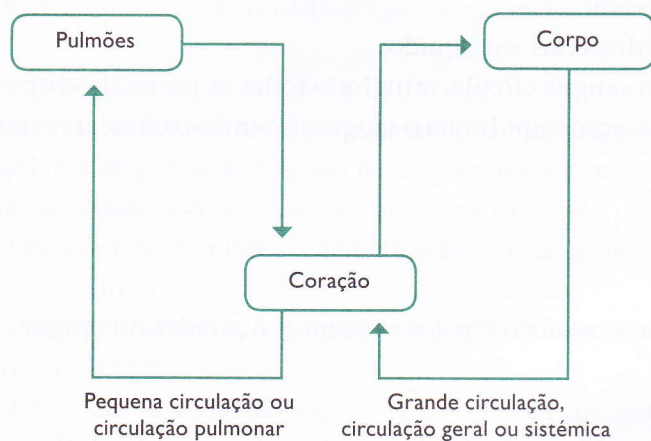 Pulmões
Corpo
Coração
Pequena circulação ou
circulação pulmonar
Grande circulação,
circulação geral ou sistémica